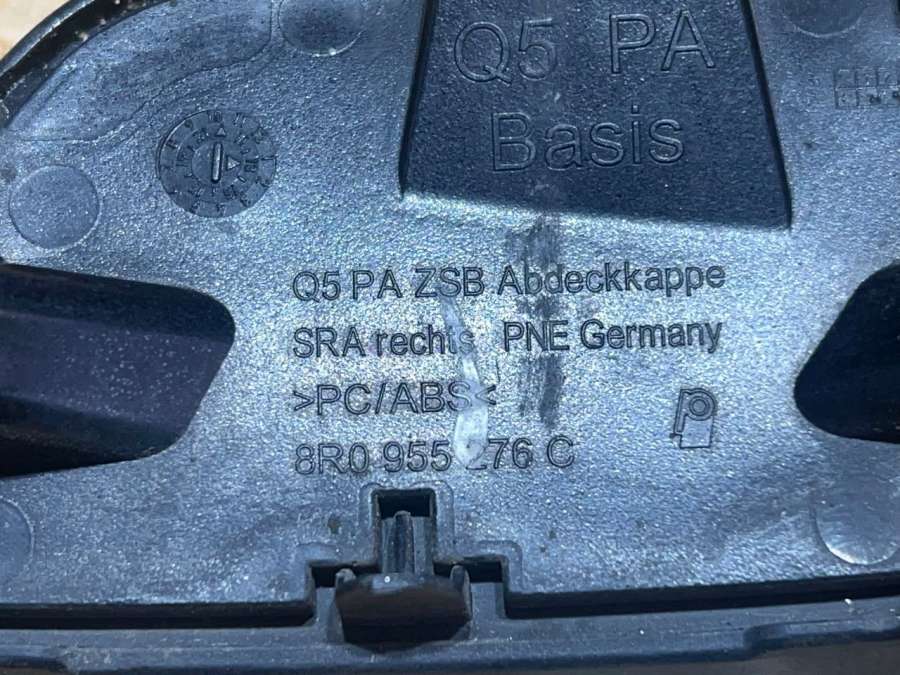 Q5 PA
Basis
Q5 PA ZSB Abdeckkappe
SRA rechts PNE Germany
>PC/ABS<
8R0 955 276 C